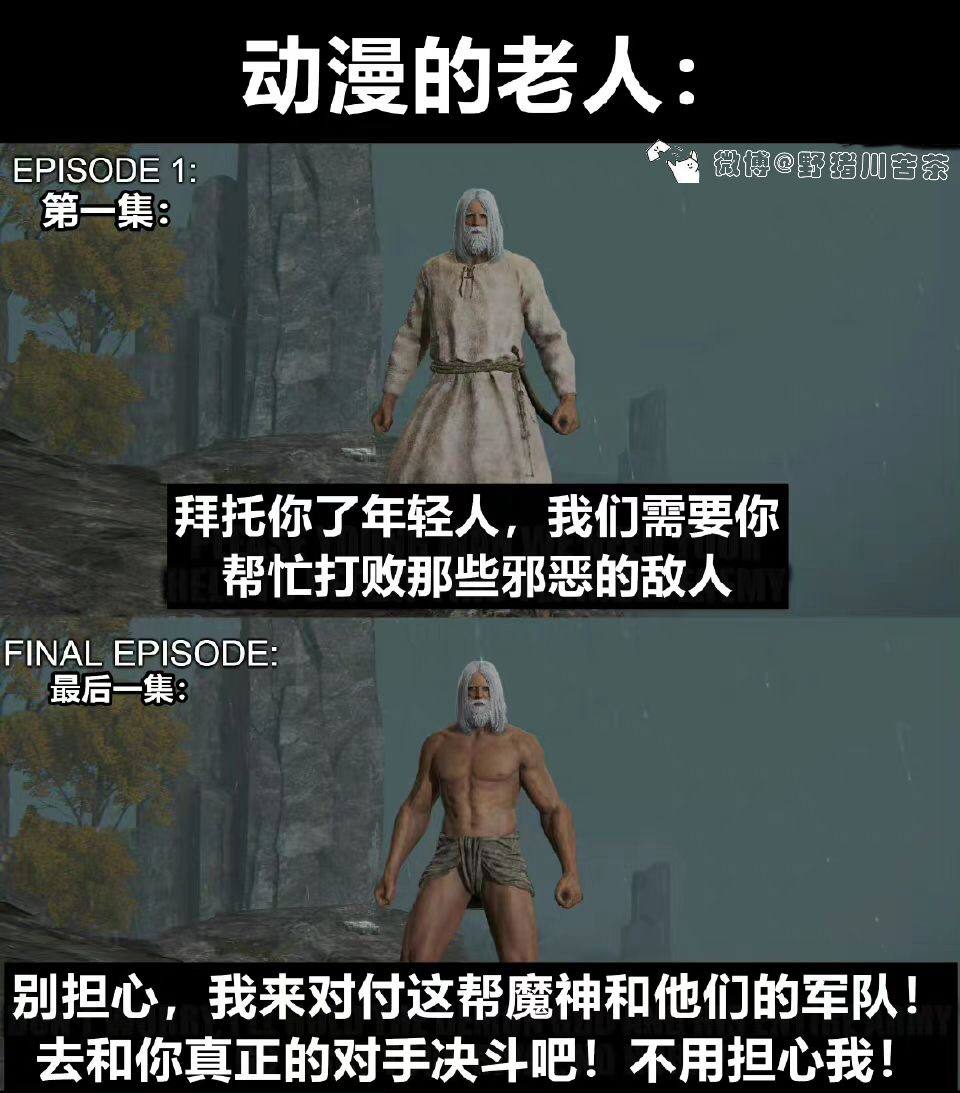 动漫的老人：
微博@野猪川苦茶
EPISODE 1:
第一集：
拜托你了年轻人，我们需要你
帮忙打败那些邪恶的敌人
FINAL EPISODE:
最后一集：
别担心，我来对付这帮魔神和他们的军队！
去和你真正的对手决斗吧！不用担心我！